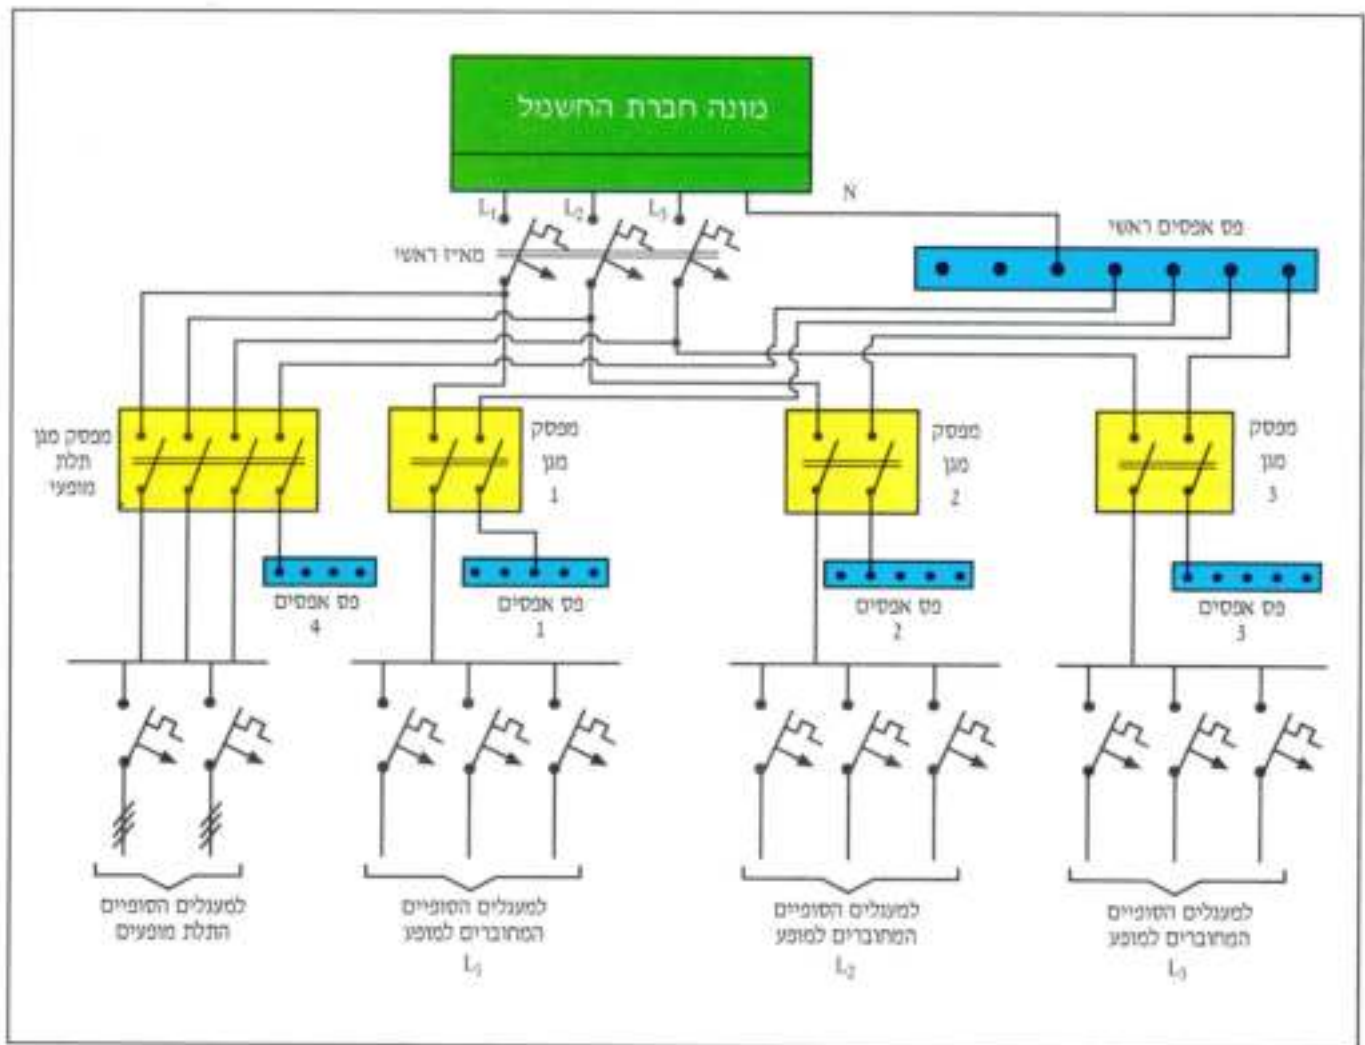 מונה חברת החשמל
L₁ L₂ L₃ N
פס אפסים ראשי
מאייז ראשי
מפסק מגן
תלת
מופעי
מפסק
מגן
1
מפסק
מגן
2
מפסק
מגן
3
פס אפסים
4
פס אפסים
1
פס אפסים
2
פס אפסים
3
למעגלים הסופיים
התלת מופעים
למעגלים הסופיים
המחוברים למופע
L₁
למעגלים הסופיים
המחוברים למופע
L₂
למעגלים הסופיים
המחוברים למופע
L₃